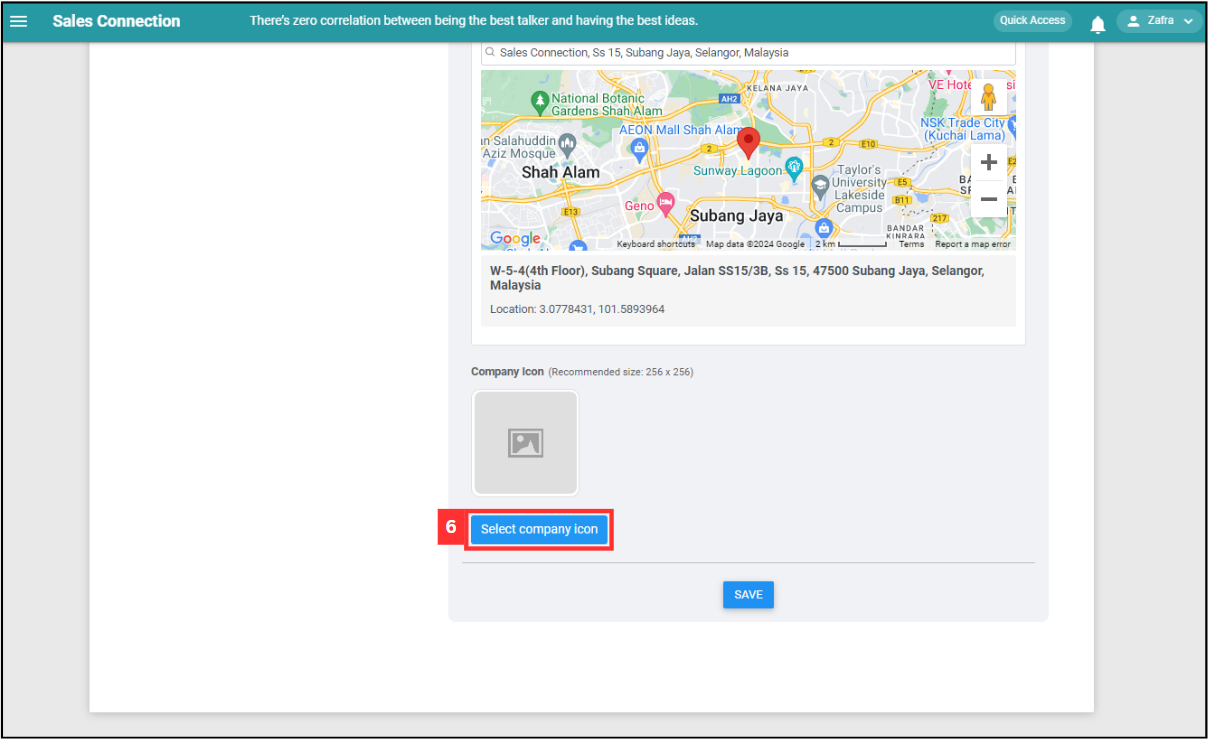 Sales Connection
There's zero correlation between being the best talker and having the best ideas.
Quick Access
Zafra
Sales Connection, Ss 15, Subang Jaya, Selangor, Malaysia
KELANA JAYA
VE Hote
si
National Botanic
Gardens Shah Alam
AH2
NSK Trade City
(Kuchai Lama)
AEON Mall Shah Alam
n Salahuddin
Aziz Mosque
2
2
E10
Shah Alam
Sunway Lagoon
Taylor's
University
Lakeside
Campus
E5
B11
Geno
E13
Subang Jaya
217
BANDAR
KINRARA
Google
Keyboard shortcuts
Map data ©2024 Google
2 km
Terms
Report a map error
W-5-4(4th Floor), Subang Square, Jalan SS15/3B, Ss 15, 47500 Subang Jaya, Selangor,
Malaysia
Location: 3.0778431, 101.5893964
Company Icon (Recommended size: 256 x 256)
6
Select company icon
SAVE